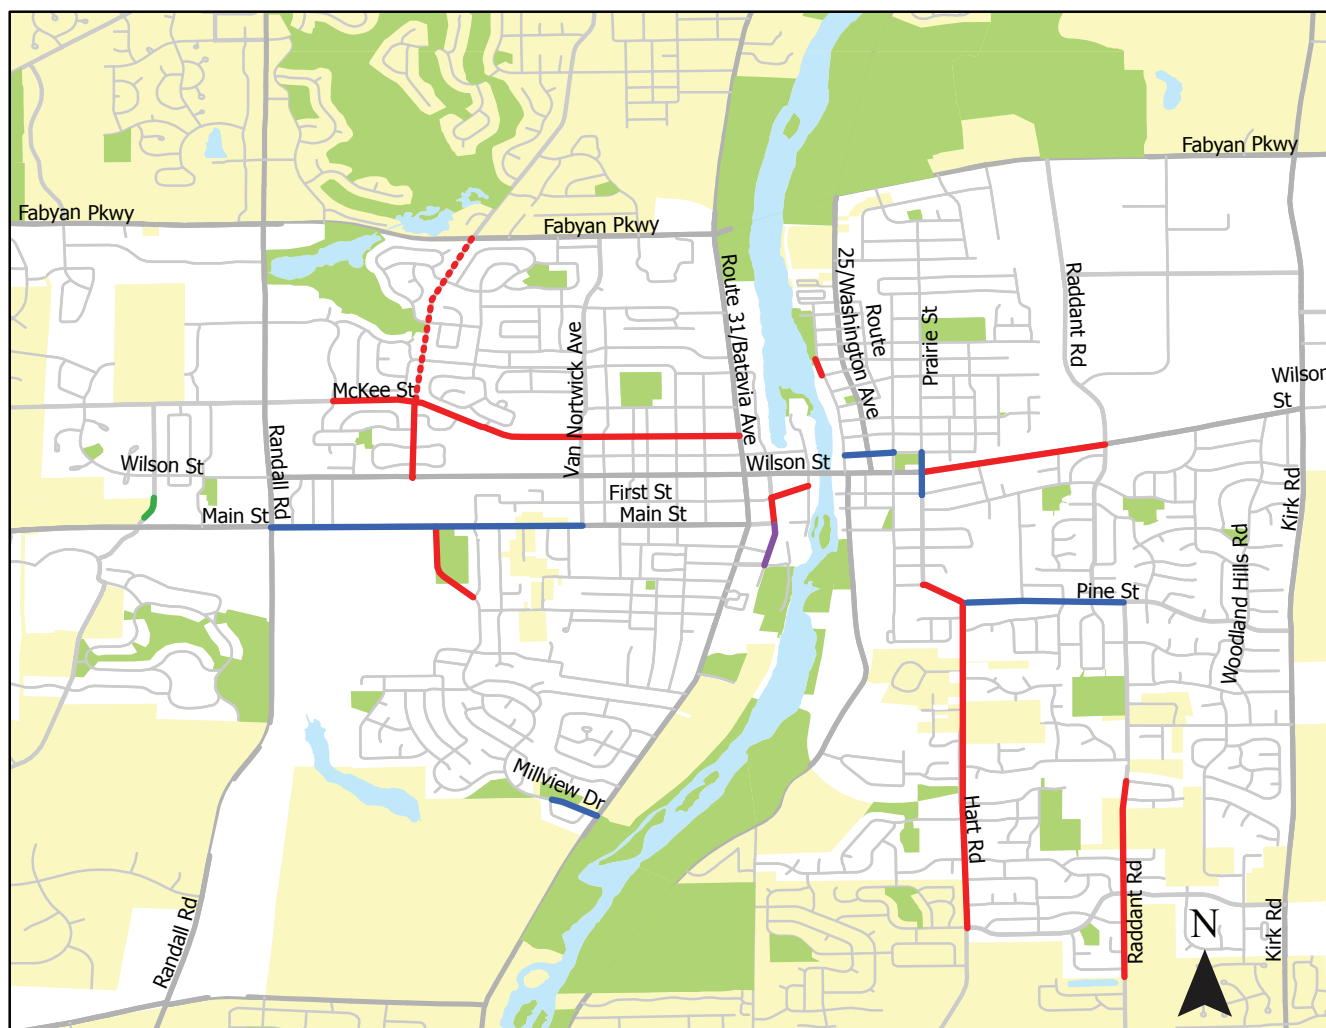 Fabyan Pkwy
Fabyan Pkwy
Fabyan Pkwy
Route 31/Batavia Ave
Route
25/Washington Ave
Prairie St
Raddant Rd
Van Nortwick Ave
McKee St
Wilson
St
Randall Rd
Wilson St
Wilson St
First St
Main St
Main St
Kirk Rd
Woodland Hills Rd
Pine St
Millview Dr
Hart Rd
Raddant Rd
Randall Rd
Kirk Rd
N